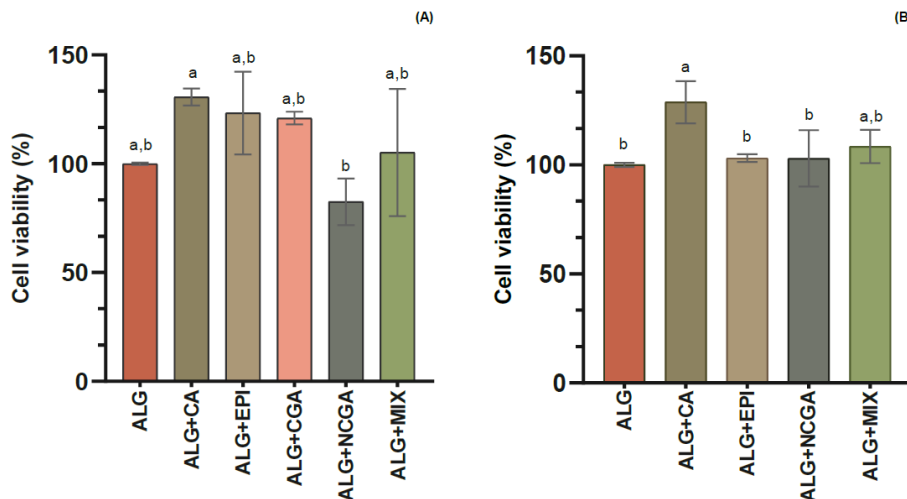 (A)
Cell viability (%)
150
100
50
0
a,b
a
a,b
a,b
b
a,b
ALG
ALG+CA
ALG+EPI
ALG+CGA
ALG+NCGA
ALG+MIX
(B
Cell viability (%)
150
100
50
0
b
a
b
b
a,b
ALG
ALG+CA
ALG+EPI
ALG+NCGA
ALG+MIX